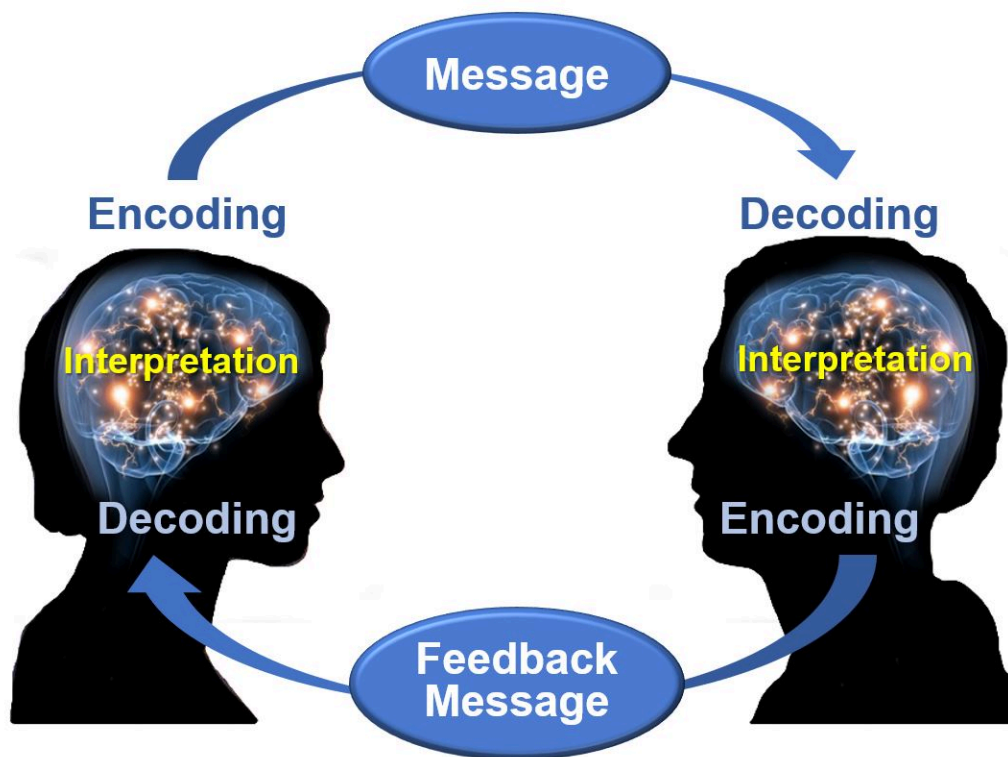 Message
Encoding
Decoding
Interpretation
Interpretation
Decoding
Encoding
Feedback
Message